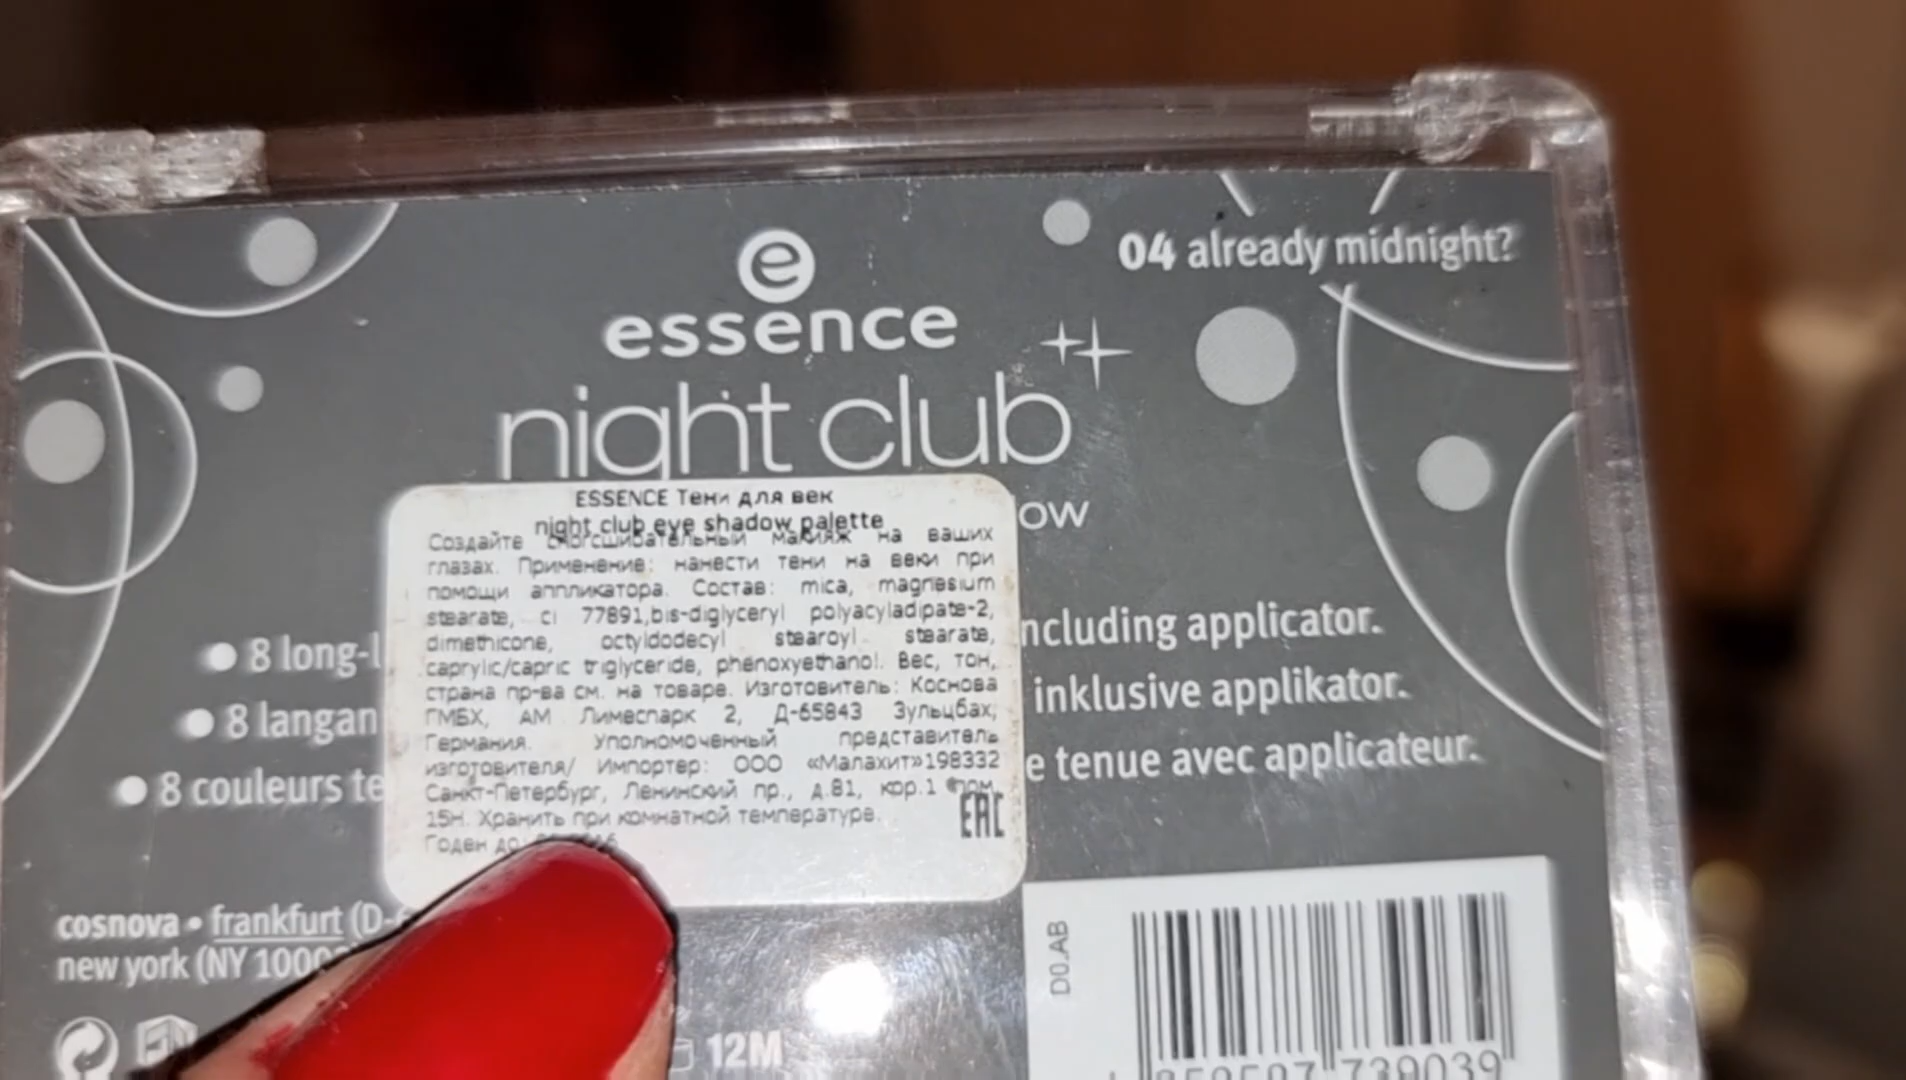 04 already midnight?
e
essence
night club
ow
ESSENCE Тени для век
night club eye shadow palette
Создайте сногсшибательный макияж на ваших
глазах. Применение: нанести тени на веки при
помощи аппликатора. Состав: mica, magnesium
stearate, ci 77891,bis-diglyceryl polyacyladipate-2,
dimethicone, octyldodecyl stearoyl stearate,
caprylic/capric triglyceride, phenoxyethanol. Вес, тон,
страна пр-ва см. на товаре. Изготовитель: Коснова
ГМБХ, АМ Лимеспарк 2, Д-65843 Зульцбах,
Германия. Уполномоченный представитель
изготовителя/ Импортер: ООО «Малахит»198332
Санкт-Петербург, Ленинский пр., д.81, кор.1 пом.
15Н. Хранить при комнатной температуре.
Годен до:
EAC
8 long-l
ncluding applicator.
8 langan
inklusive applikator.
8 couleurs te
e tenue avec applicateur.
cosnova • frankfurt (D-6
new york (NY 1000
12M
D0.AB
739039